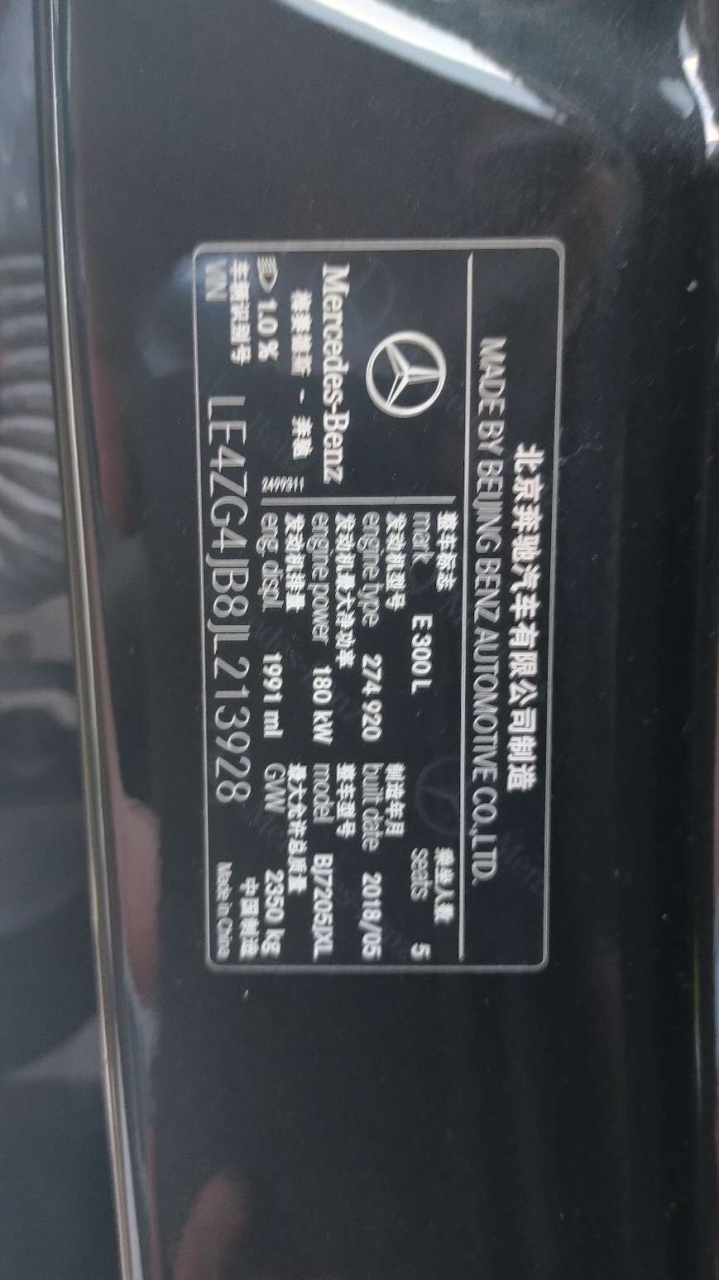 北京奔驰汽车有限公司制造
MADE BY BEIJING BENZ AUTOMOTIVE CO.,LTD.
Mercedes-Benz
梅赛德斯 - 奔驰
1.0 %
2499311
整车标志 乘坐人数
mark E 300 L seats 5
发动机型号 制造年月
engine type 274 920 built date 2018/05
发动机最大净功率 整车型号
engine power 180 kW model BJ7205JXL
发动机排量 最大允许总质量
eng. displ. 1991 ml GVW 2350 kg
车辆识别号 中国制造
VIN LE4ZG4JB8JL213928 Made in China